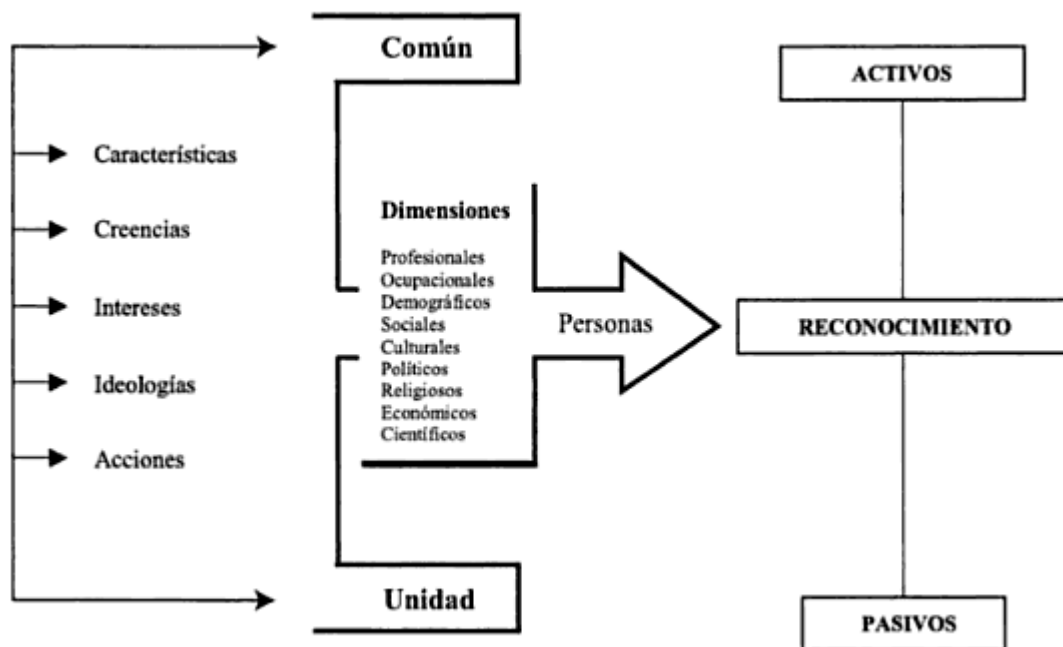 Común
Características
Creencias
Intereses
Ideologías
Acciones
Dimensiones
Profesionales
Ocupacionales
Demográficos
Sociales
Culturales
Políticos
Religiosos
Económicos
Científicos
Unidad
Personas
ACTIVOS
RECONOCIMIENTO
PASIVOS